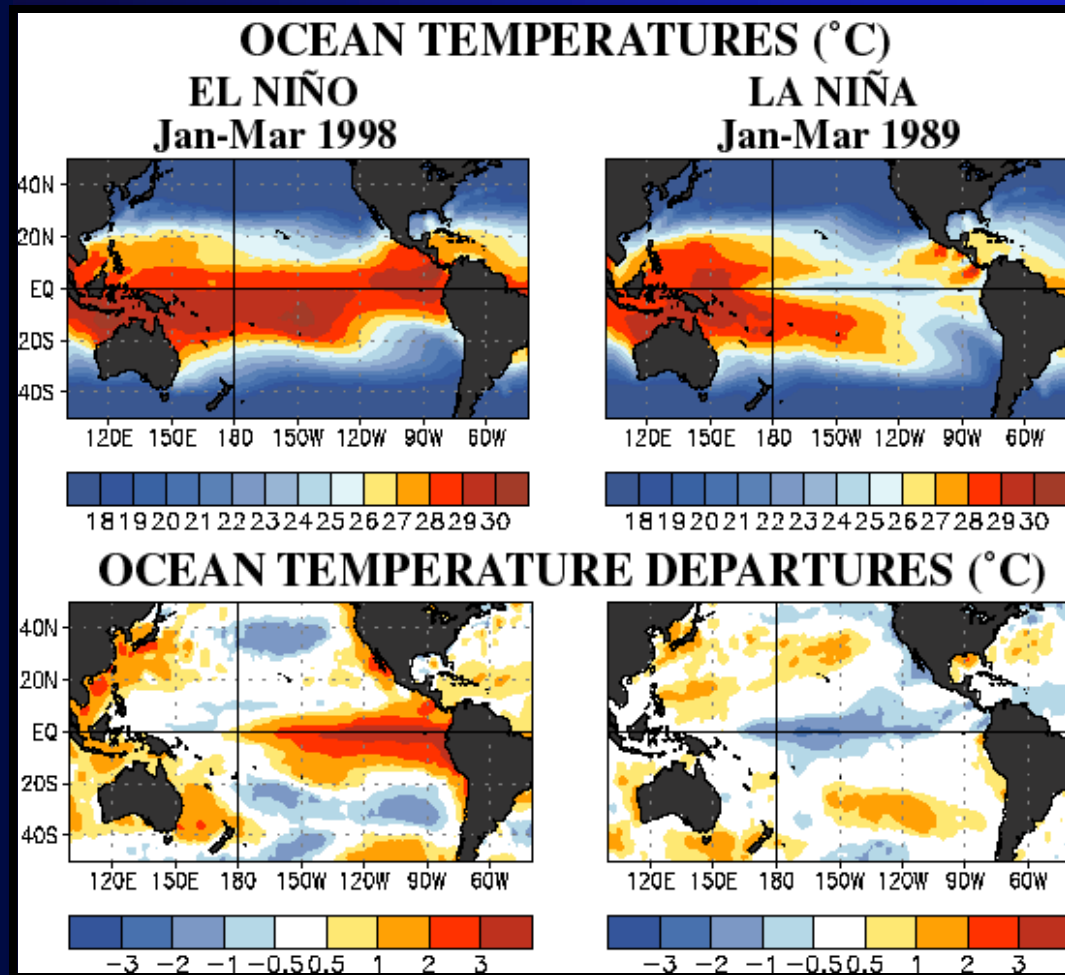 OCEAN TEMPERATURES (°C)
EL NIÑO LA NIÑA
Jan-Mar 1998 Jan-Mar 1989
40N
20N
EQ
20S
40S
120E 150E 180 150W 120W 90W 60W 120E 150E 180 150W 120W 90W 60W
18 19 20 21 22 23 24 25 26 27 28 29 30 18 19 20 21 22 23 24 25 26 27 28 29 30
OCEAN TEMPERATURE DEPARTURES (°C)
40N
20N
EQ
20S
40S
120E 150E 180 150W 120W 90W 60W 120E 150E 180 150W 120W 90W 60W
-3 -2 -1 -0.5 0.5 1 2 3 -3 -2 -1 -0.5 0.5 1 2 3